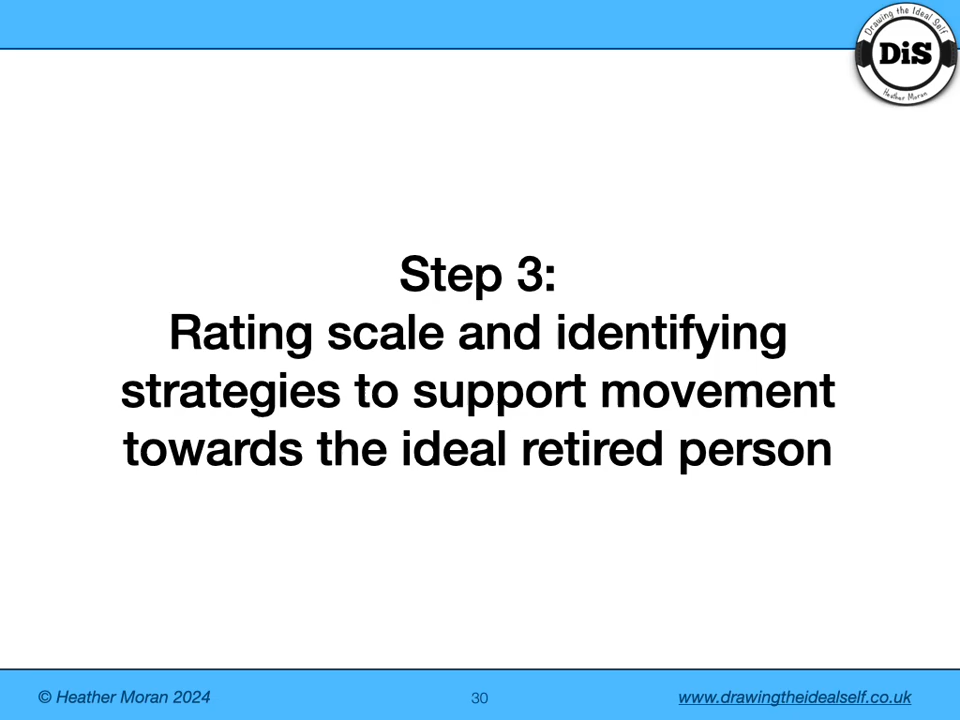 Drawing the Ideal Self
DiS
Heather Moran
Step 3:
Rating scale and identifying
strategies to support movement
towards the ideal retired person
© Heather Moran 2024
30
www.drawingtheidealself.co.uk